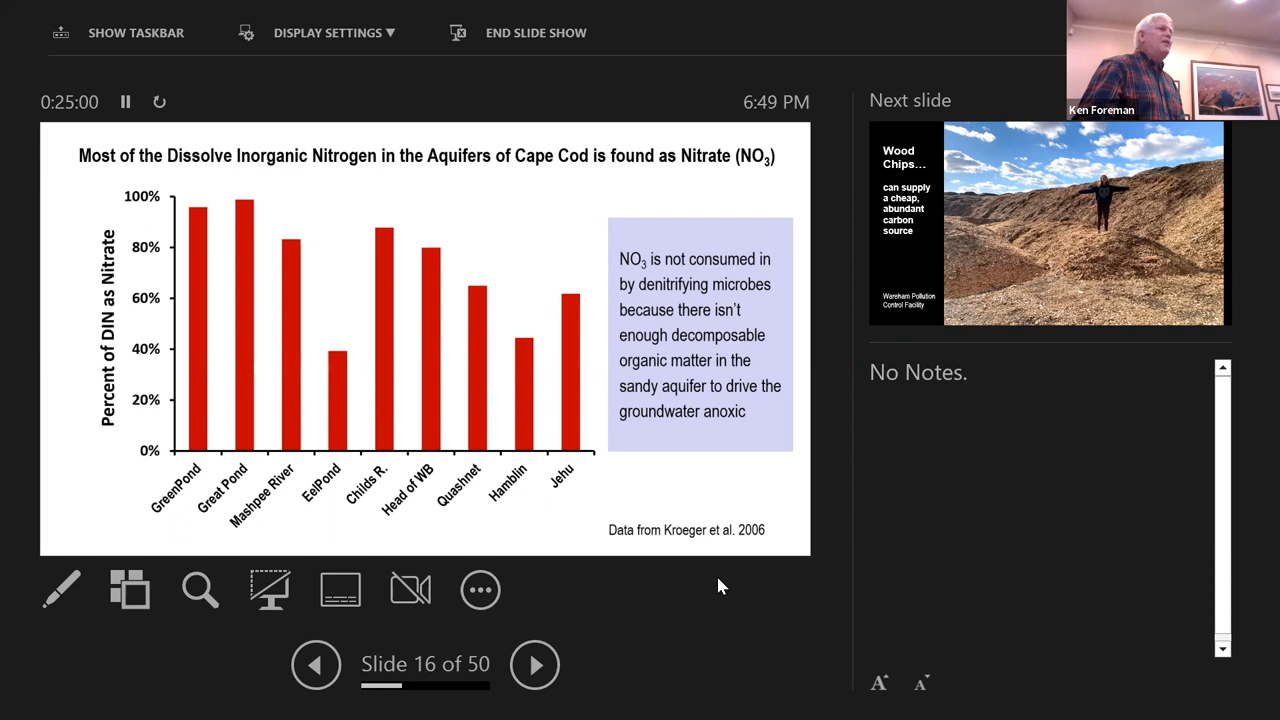 SHOW TASKBAR
DISPLAY SETTINGS ▼
END SLIDE SHOW
0:25:00
6:49 PM
Most of the Dissolve Inorganic Nitrogen in the Aquifers of Cape Cod is found as Nitrate (NO3)
Percent of DIN as Nitrate
100%
80%
60%
40%
20%
0%
GreenPond
Great Pond
Mashpee River
EelPond
Childs R.
Head of WB
Quashnet
Hamblin
Jehu
NO3 is not consumed in
by denitrifying microbes
because there isn't
enough decomposable
organic matter in the
sandy aquifer to drive the
groundwater anoxic
Data from Kroeger et al. 2006
Slide 16 of 50
Ken Foreman
Next slide
Wood
Chips…
can supply
a cheap,
abundant
carbon
source
Wareham Pollution
Control Facility
No Notes.
A
A